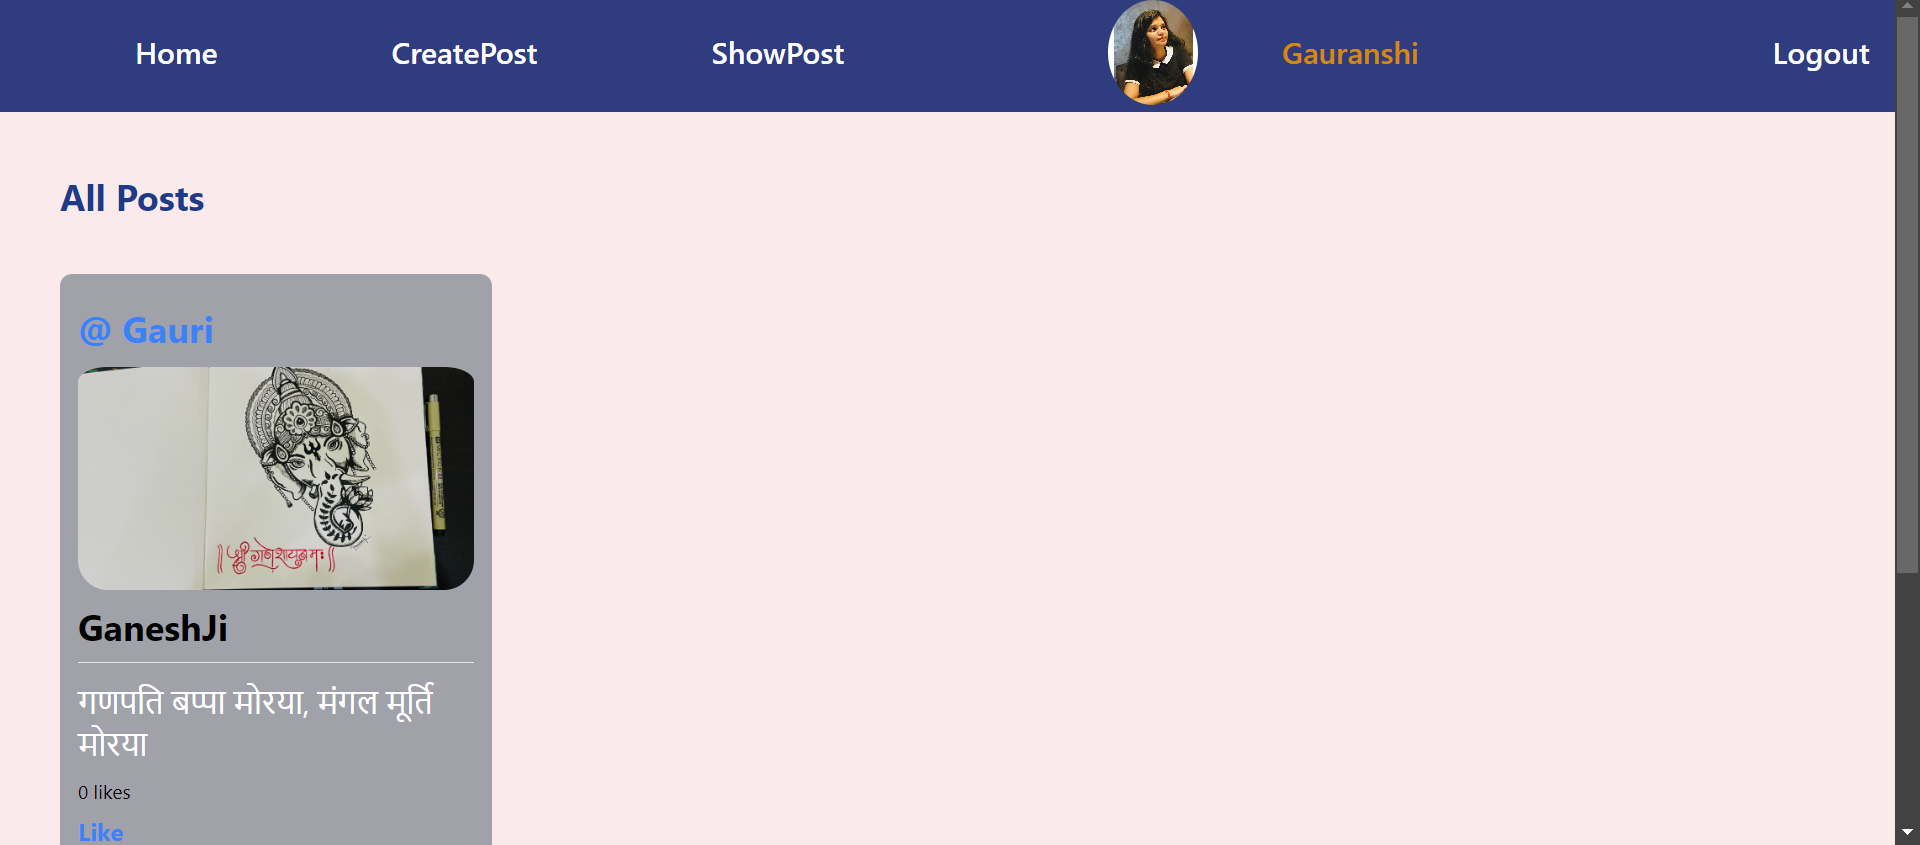 Home CreatePost ShowPost Gauranshi Logout
All Posts
@ Gauri
|| श्री गणेशाय नमः ||
GaneshJi
गणपति बप्पा मोरया, मंगल मूर्ति
मोरया
0 likes
Like